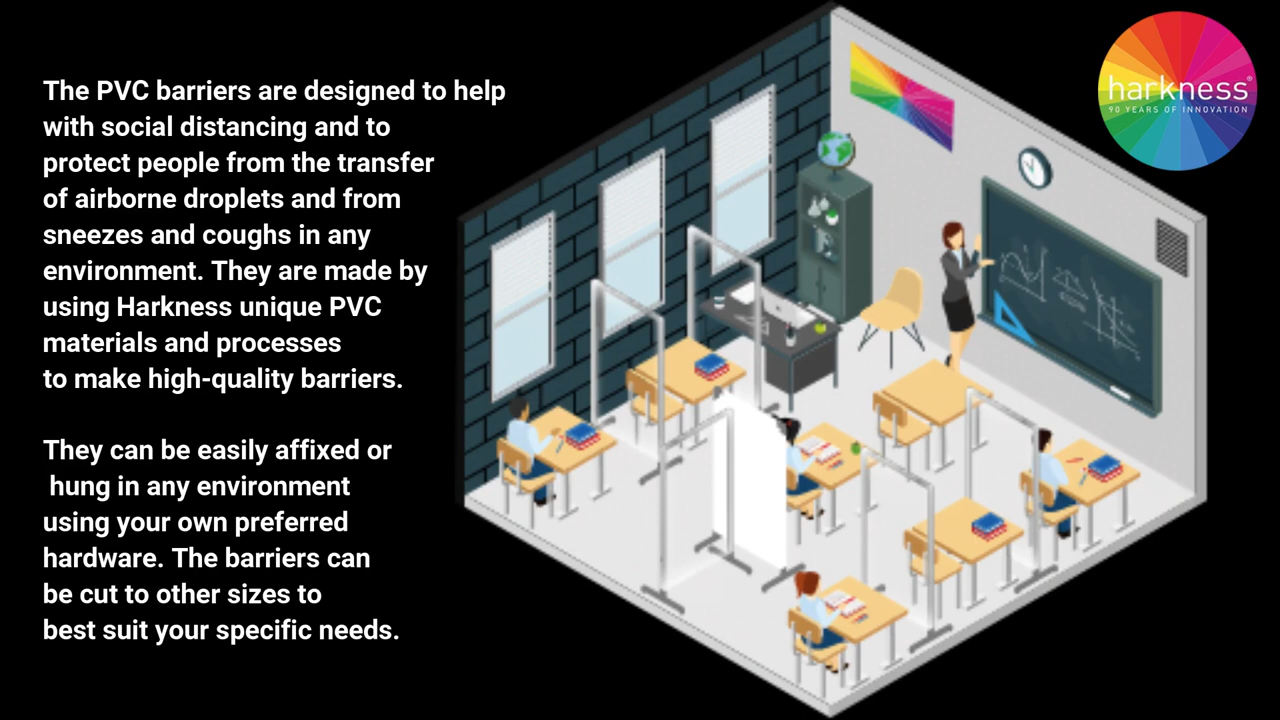 The PVC barriers are designed to help
with social distancing and to
protect people from the transfer
of airborne droplets and from
sneezes and coughs in any
environment. They are made by
using Harkness unique PVC
materials and processes
to make high-quality barriers.
They can be easily affixed or
hung in any environment
using your own preferred
hardware. The barriers can
be cut to other sizes to
best suit your specific needs.
harkness®
90 YEARS OF INNOVATION